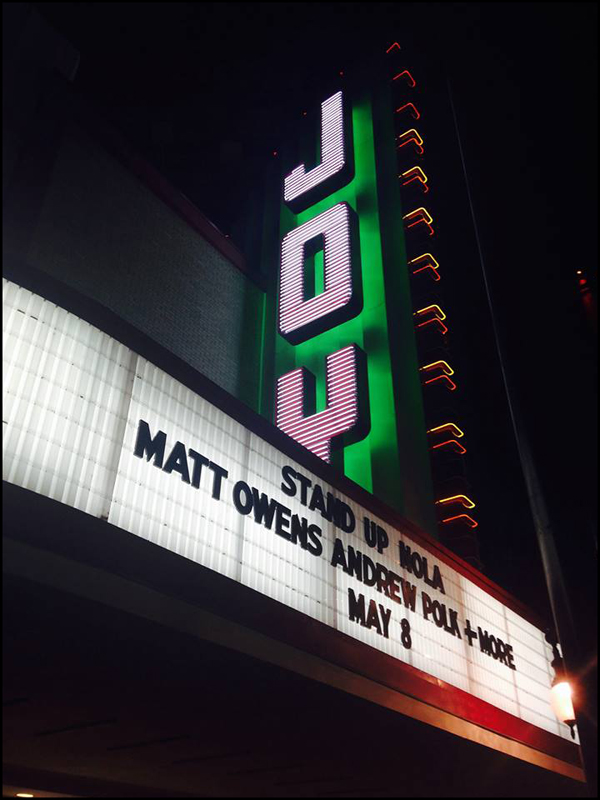 JOY
STAND UP NOLA
MATT OWENS ANDREW POLK + MORE
MAY 8